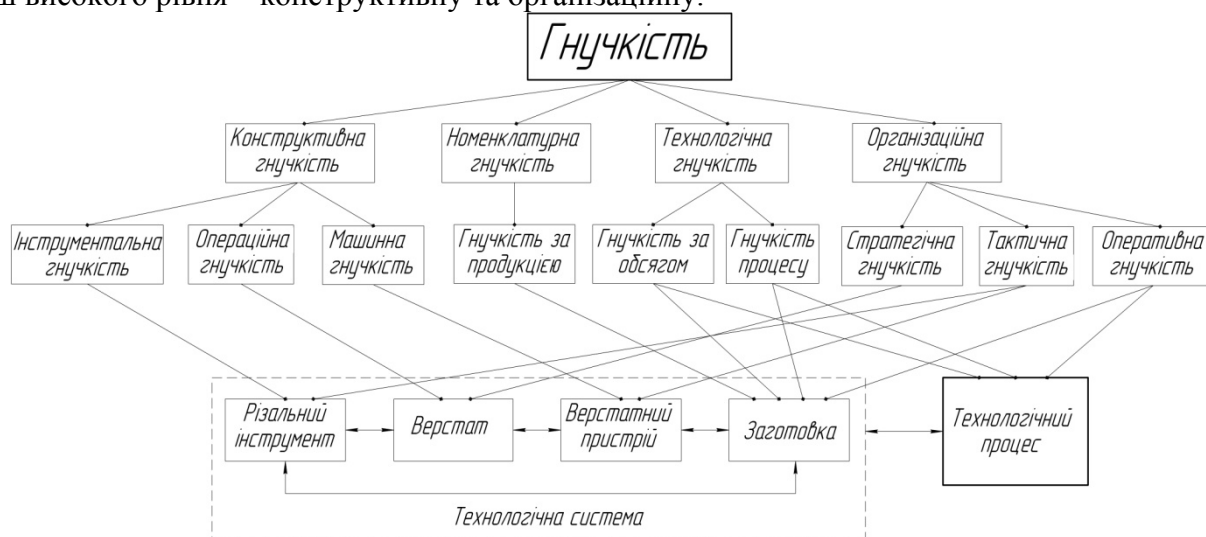 високого рівня – конструктивну та організаційну.
Гнучкість
Конструктивна
гнучкість
Номенклатурна
гнучкість
Технологічна
гнучкість
Організаційна
гнучкість
Інструментальна
гнучкість
Операційна
гнучкість
Машинна
гнучкість
Гнучкість за
продукцією
Гнучкість за
обсягом
Гнучкість
процесу
Стратегічна
гнучкість
Тактична
гнучкість
Оперативна
гнучкість
Різальний
інструмент
Верстат
Верстатний
пристрій
Заготовка
Технологічний
процес
Технологічна система